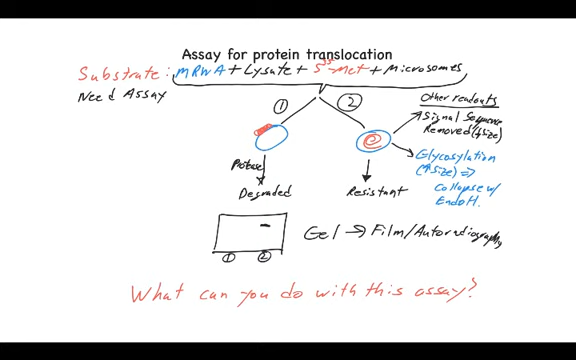 Assay for protein translocation
Substrate: mRNA + Lysate + S35-Met + Microsomes
Need Assay
① ②
Other readouts
Signal Sequence
Removed (↓Size)
Glycosylation
(↑Size) ⇒
Collapse w/
Endo H.
Protease
Degraded
Resistant
Gel → Film/Autoradiography
① ②
What can you do with this assay?